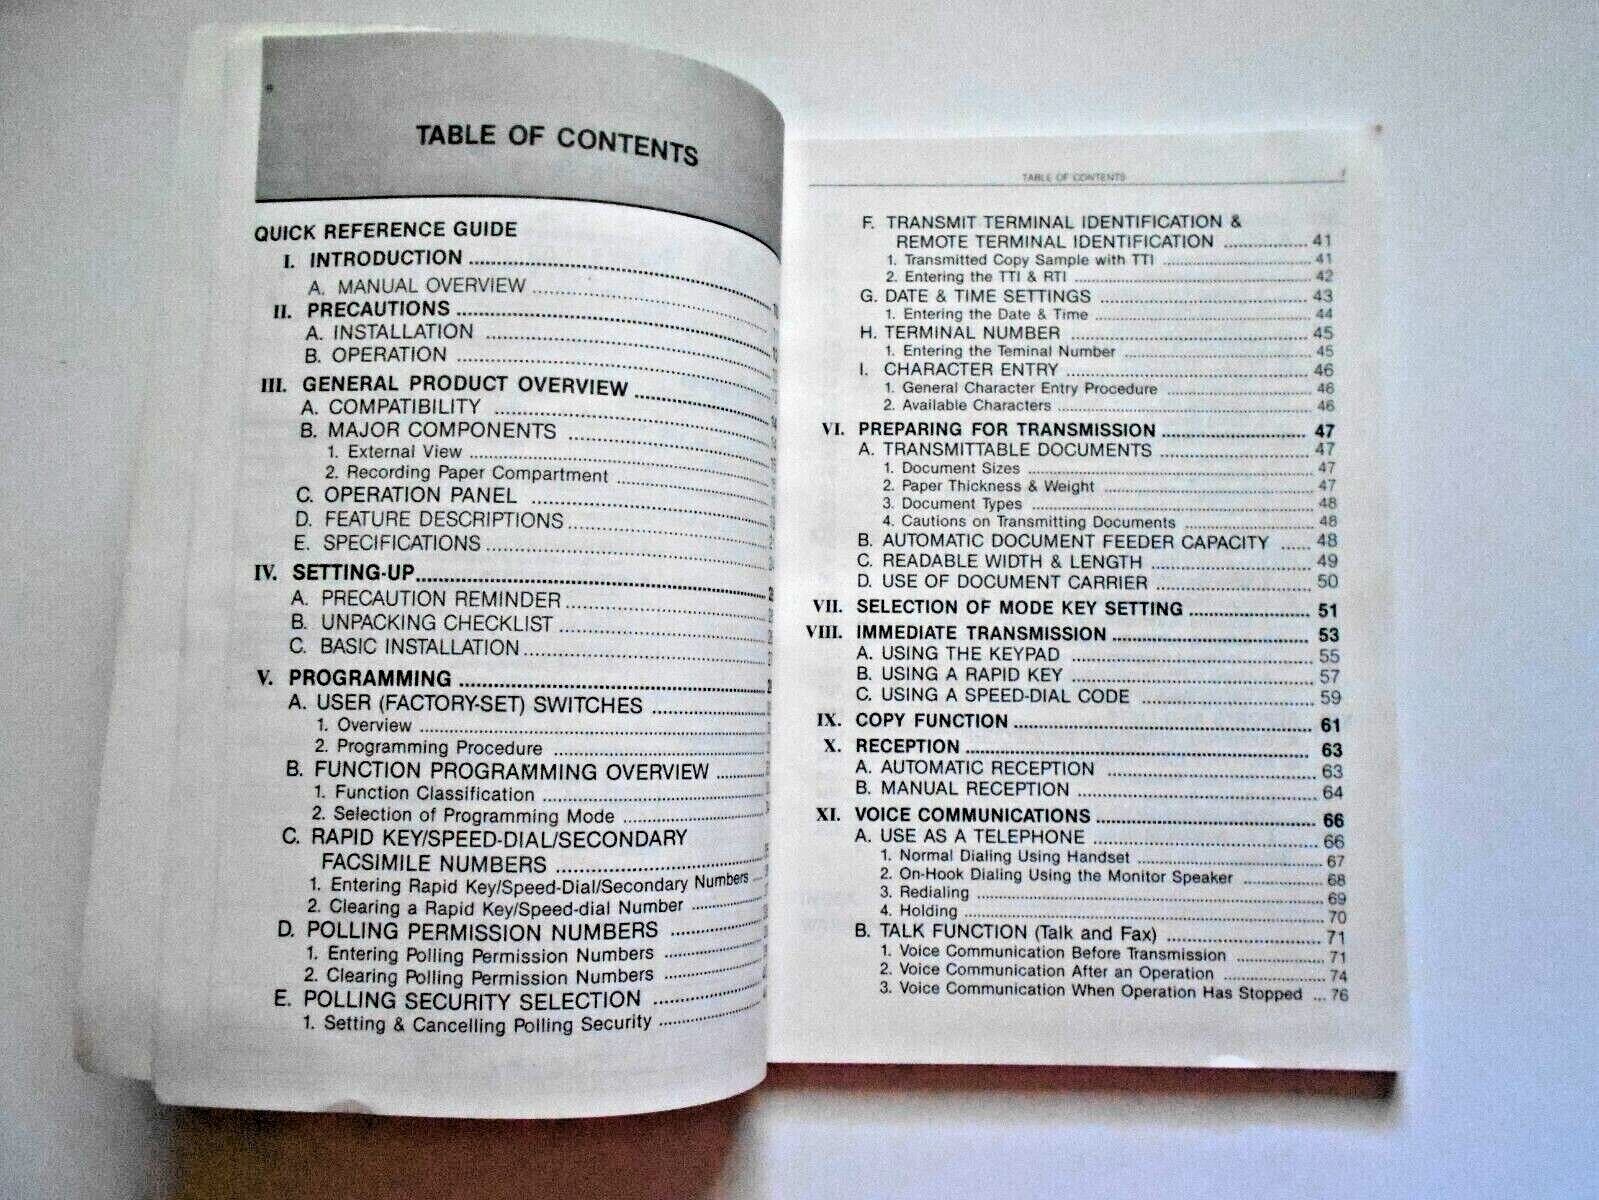 TABLE OF CONTENTS
QUICK REFERENCE GUIDE
I. INTRODUCTION
A. MANUAL OVERVIEW
II. PRECAUTIONS
A. INSTALLATION
B. OPERATION
III. GENERAL PRODUCT OVERVIEW
A. COMPATIBILITY
B. MAJOR COMPONENTS
1. External View
2. Recording Paper Compartment
C. OPERATION PANEL
D. FEATURE DESCRIPTIONS
E. SPECIFICATIONS
IV. SETTING-UP
A. PRECAUTION REMINDER
B. UNPACKING CHECKLIST
C. BASIC INSTALLATION
V. PROGRAMMING
A. USER (FACTORY-SET) SWITCHES
1. Overview
2. Programming Procedure
B. FUNCTION PROGRAMMING OVERVIEW
1. Function Classification
2. Selection of Programming Mode
C. RAPID KEY/SPEED-DIAL/SECONDARY
FACSIMILE NUMBERS
1. Entering Rapid Key/Speed-Dial/Secondary Numbers
2. Clearing a Rapid Key/Speed-dial Number
D. POLLING PERMISSION NUMBERS
1. Entering Polling Permission Numbers
2. Clearing Polling Permission Numbers
E. POLLING SECURITY SELECTION
1. Setting & Cancelling Polling Security
TABLE OF CONTENTS
F. TRANSMIT TERMINAL IDENTIFICATION &
REMOTE TERMINAL IDENTIFICATION 41
1. Transmitted Copy Sample with TTI 41
2. Entering the TTI & RTI 42
G. DATE & TIME SETTINGS 43
1. Entering the Date & Time 44
H. TERMINAL NUMBER 45
1. Entering the Teminal Number 45
I. CHARACTER ENTRY 46
1. General Character Entry Procedure 46
2. Available Characters 46
VI. PREPARING FOR TRANSMISSION 47
A. TRANSMITTABLE DOCUMENTS 47
1. Document Sizes 47
2. Paper Thickness & Weight 47
3. Document Types 48
4. Cautions on Transmitting Documents 48
B. AUTOMATIC DOCUMENT FEEDER CAPACITY 48
C. READABLE WIDTH & LENGTH 49
D. USE OF DOCUMENT CARRIER 50
VII. SELECTION OF MODE KEY SETTING 51
VIII. IMMEDIATE TRANSMISSION 53
A. USING THE KEYPAD 55
B. USING A RAPID KEY 57
C. USING A SPEED-DIAL CODE 59
IX. COPY FUNCTION 61
X. RECEPTION 63
A. AUTOMATIC RECEPTION 63
B. MANUAL RECEPTION 64
XI. VOICE COMMUNICATIONS 66
A. USE AS A TELEPHONE 66
1. Normal Dialing Using Handset 67
2. On-Hook Dialing Using the Monitor Speaker 68
3. Redialing 69
4. Holding 70
B. TALK FUNCTION (Talk and Fax) 71
1. Voice Communication Before Transmission 71
2. Voice Communication After an Operation 74
3. Voice Communication When Operation Has Stopped 76